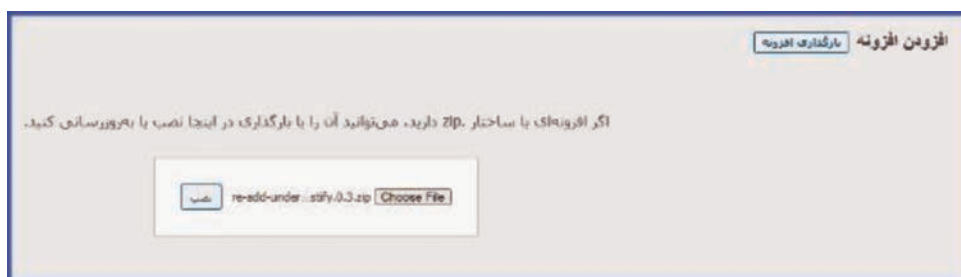 افزودن افزونه بارگذاری افزونه
اگر افزونه‌ای با ساختار .zip دارید، می‌توانید آن را با بارگذاری در اینجا نصب یا به‌روزرسانی کنید.
Choose File re-add-under...stify.0.3.zip نصب